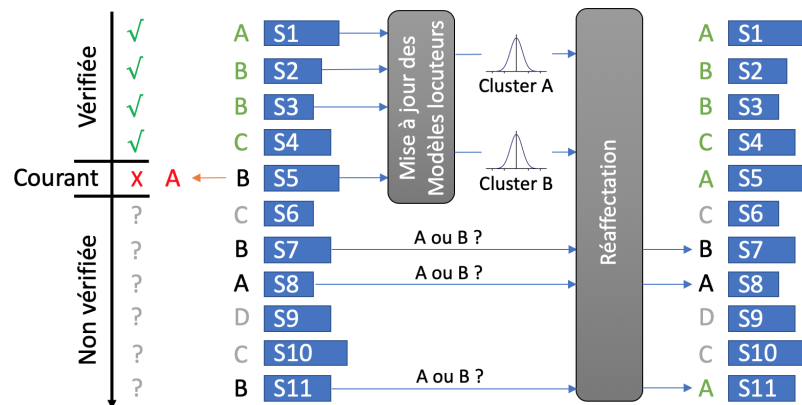 Vérifiée
Courant
Non vérifiée
√ A S1
√ B S2
√ B S3
√ C S4
X A B S5
? C S6
? B S7
? A S8
? D S9
? C S10
? B S11
Mise à jour des
Modèles locuteurs
Cluster A
Cluster B
A ou B ?
A ou B ?
A ou B ?
Réaffectation
A S1
B S2
B S3
C S4
A S5
C S6
B S7
A S8
D S9
C S10
A S11